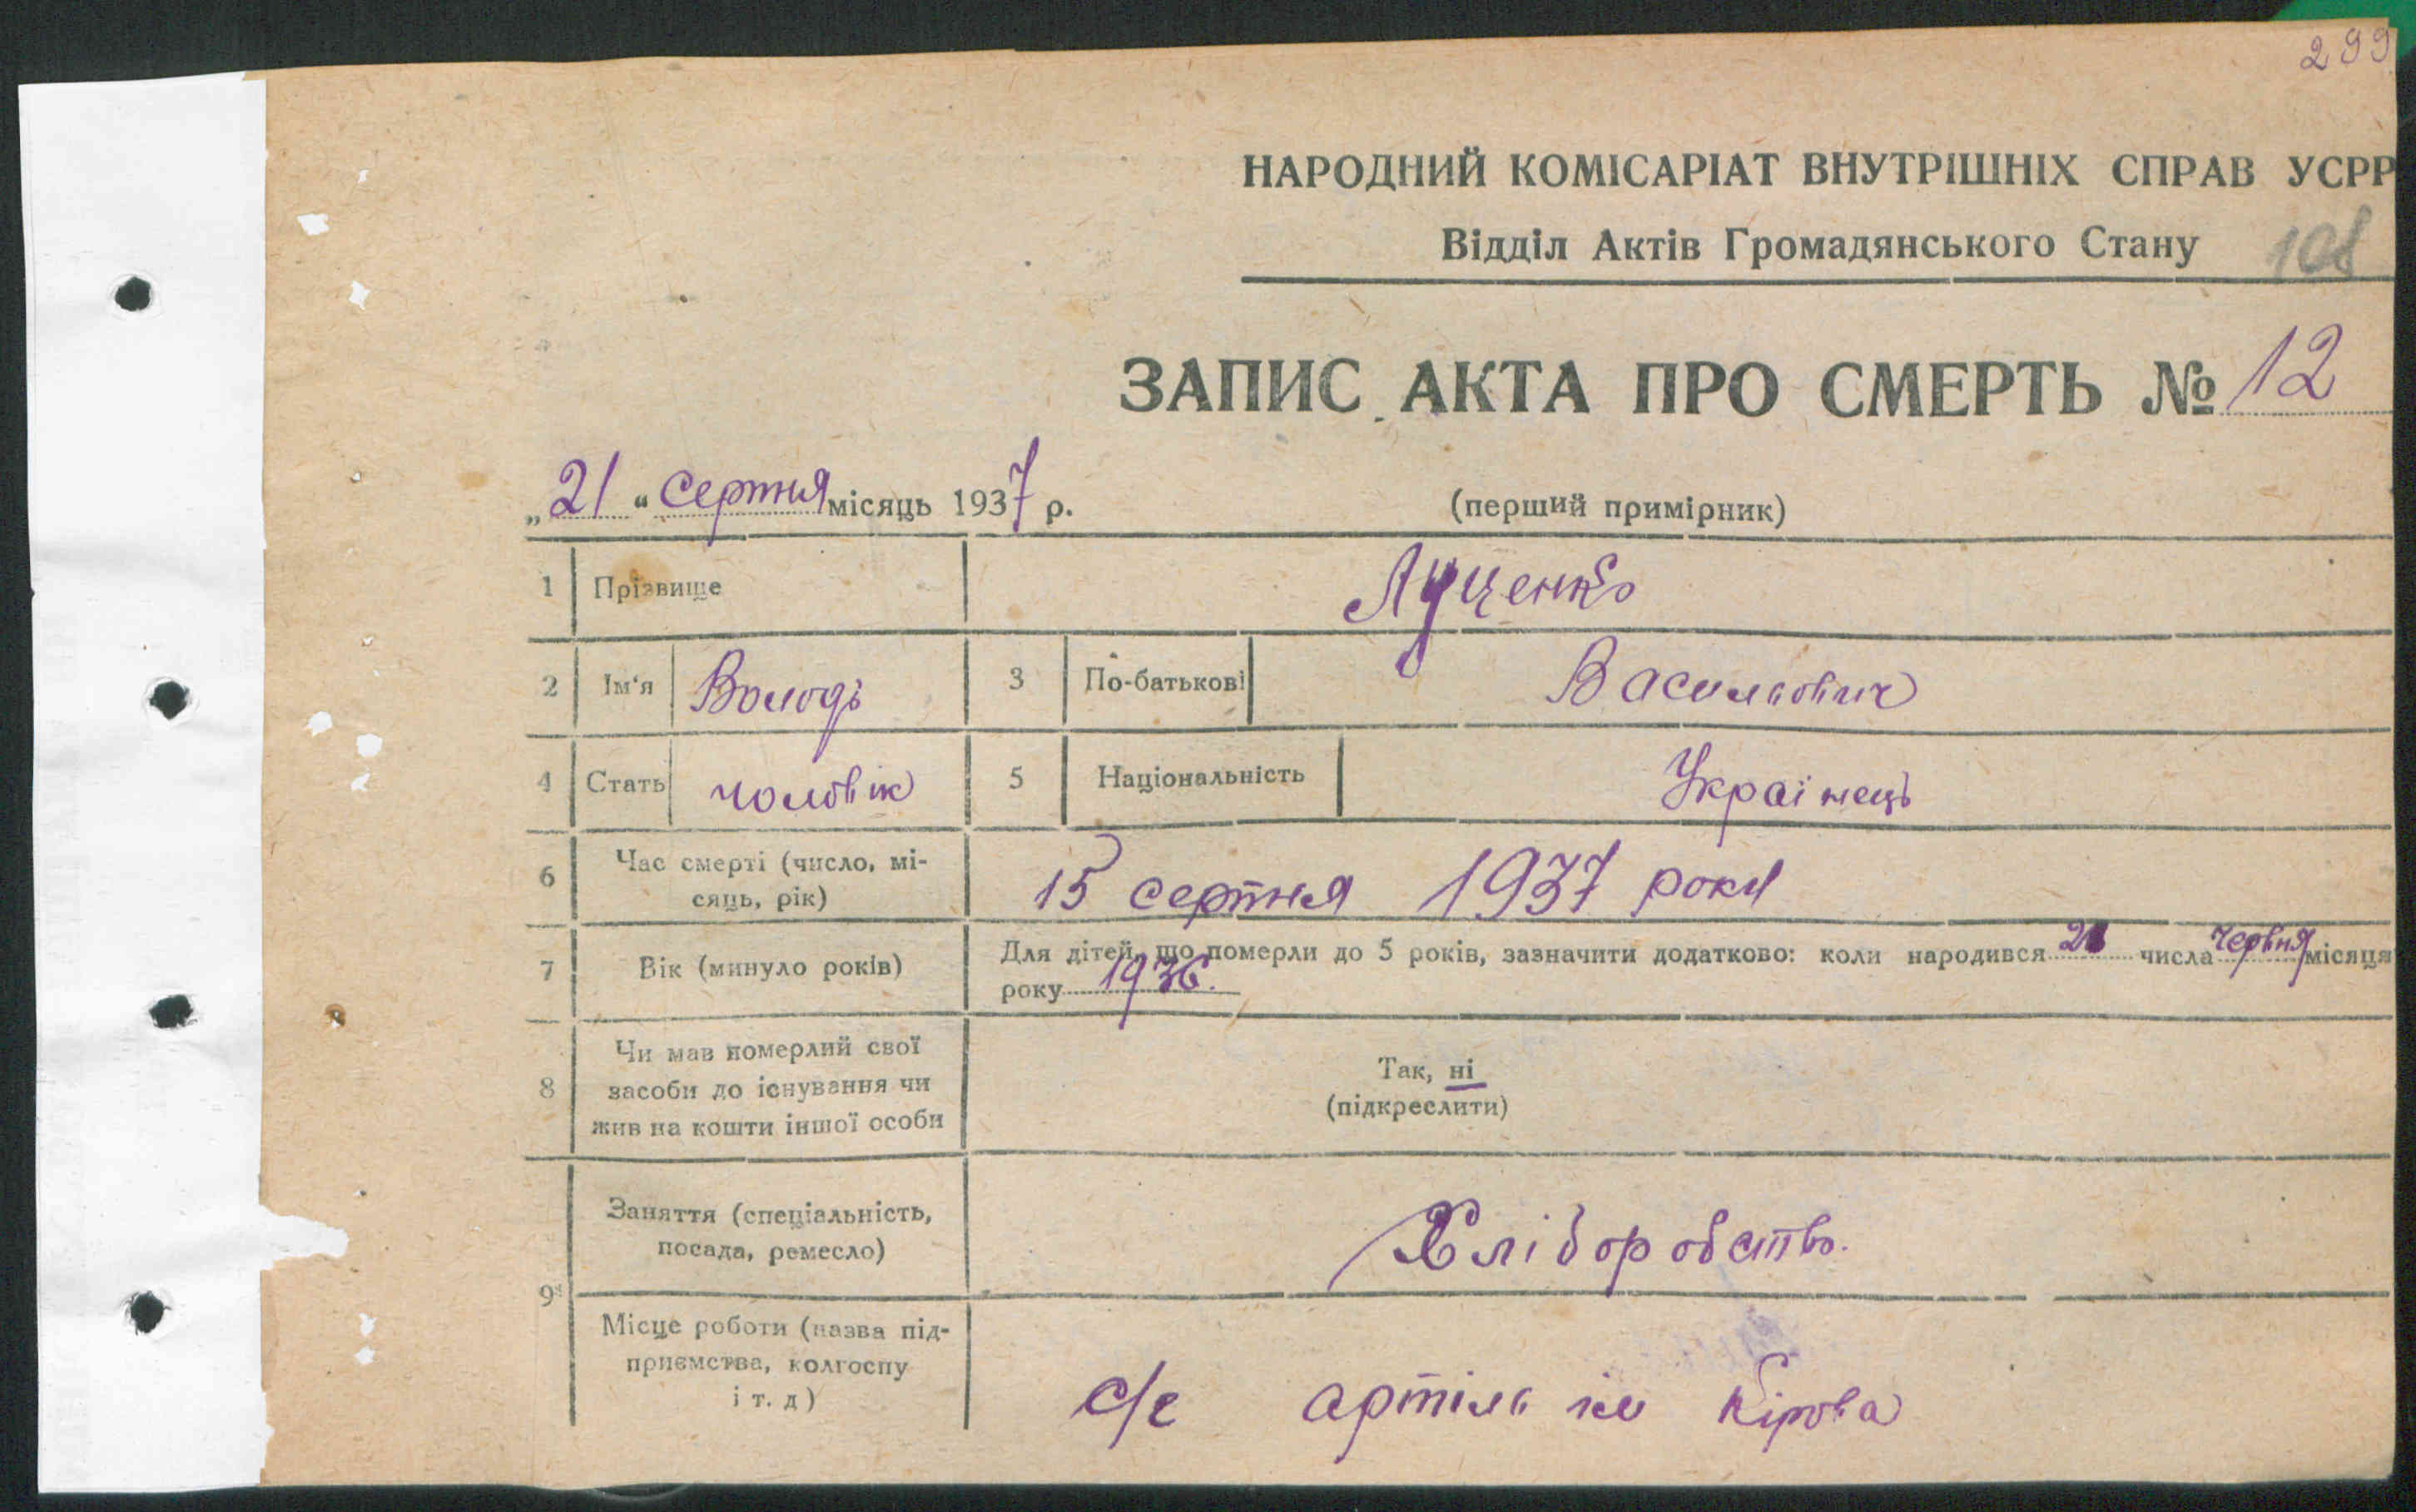 299
НАРОДНИЙ КОМІСАРІАТ ВНУТРІШНІХ СПРАВ УСРР
Відділ Актів Громадянського Стану
108
ЗАПИС АКТА ПРО СМЕРТЬ № 12
„21“ серпня місяць 1937 р.
(перший примірник)
1 Прізвище Луценко
2 Ім'я Володь 3 По-батькові Васильович
4 Стать чоловік 5 Національність Українець
6 Час смерті (число, мі-
сяць, рік)
15 серпня 1937 року
7 Вік (минуло років)
Для дітей, що померли до 5 років, зазначити додатково: коли народився числа червня місяця
року 1936.
8 Чи мав померлий свої
засоби до існування чи
жив на кошти іншої особи
Так, ні
(підкреслити)
9 Заняття (спеціальність,
посада, ремесло)
Хліборобство.
Місце роботи (назва під-
приємства, колгоспу
і т. д)
с/г артіль ім Кірова